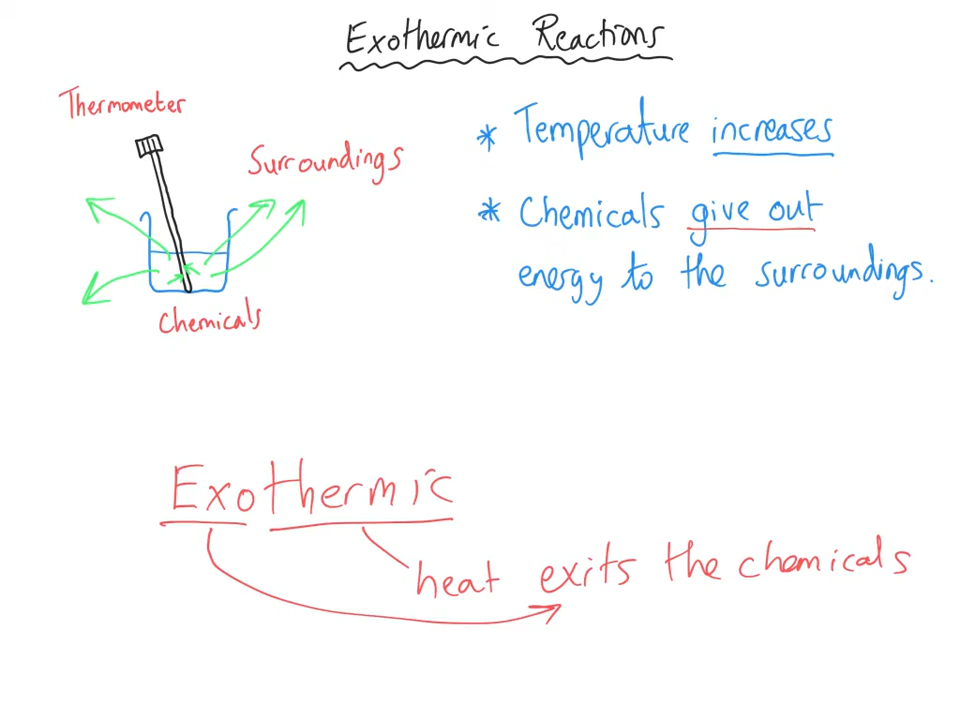 Exothermic Reactions
Thermometer
Surroundings
Chemicals
* Temperature increases
* Chemicals give out
energy to the surroundings.
Exothermic
heat exits the chemicals